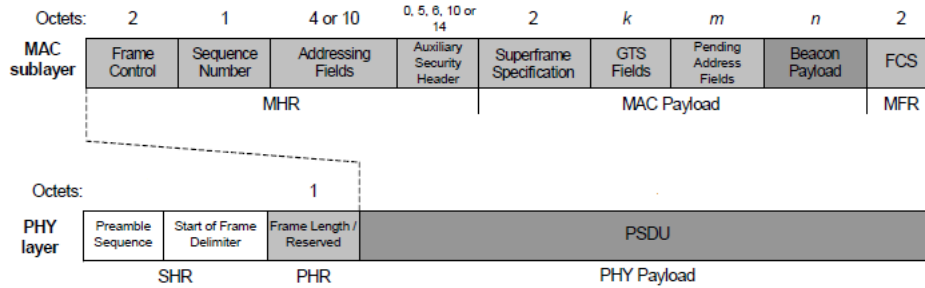 Octets: 2 1 4 or 10 0, 5, 6, 10 or 14 2 k m n 2
MAC sublayer
Frame Control
Sequence Number
Addressing Fields
Auxiliary Security Header
Superframe Specification
GTS Fields
Pending Address Fields
Beacon Payload
FCS
MHR MAC Payload MFR
Octets: 1
PHY layer
Preamble Sequence
Start of Frame Delimiter
Frame Length / Reserved
PSDU
SHR PHR PHY Payload